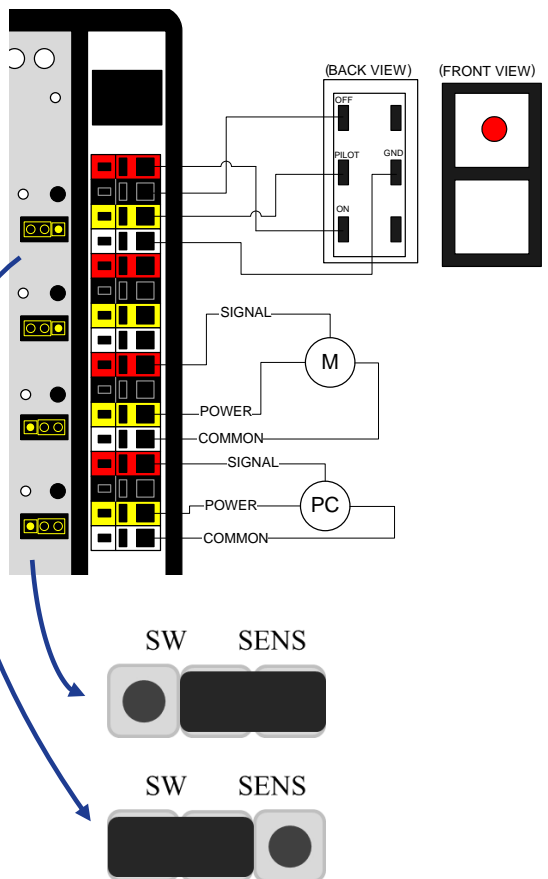 (BACK VIEW)
(FRONT VIEW)
OFF
PILOT
GND
ON
SIGNAL
M
POWER
COMMON
SIGNAL
POWER
PC
COMMON
SW SENS
SW SENS